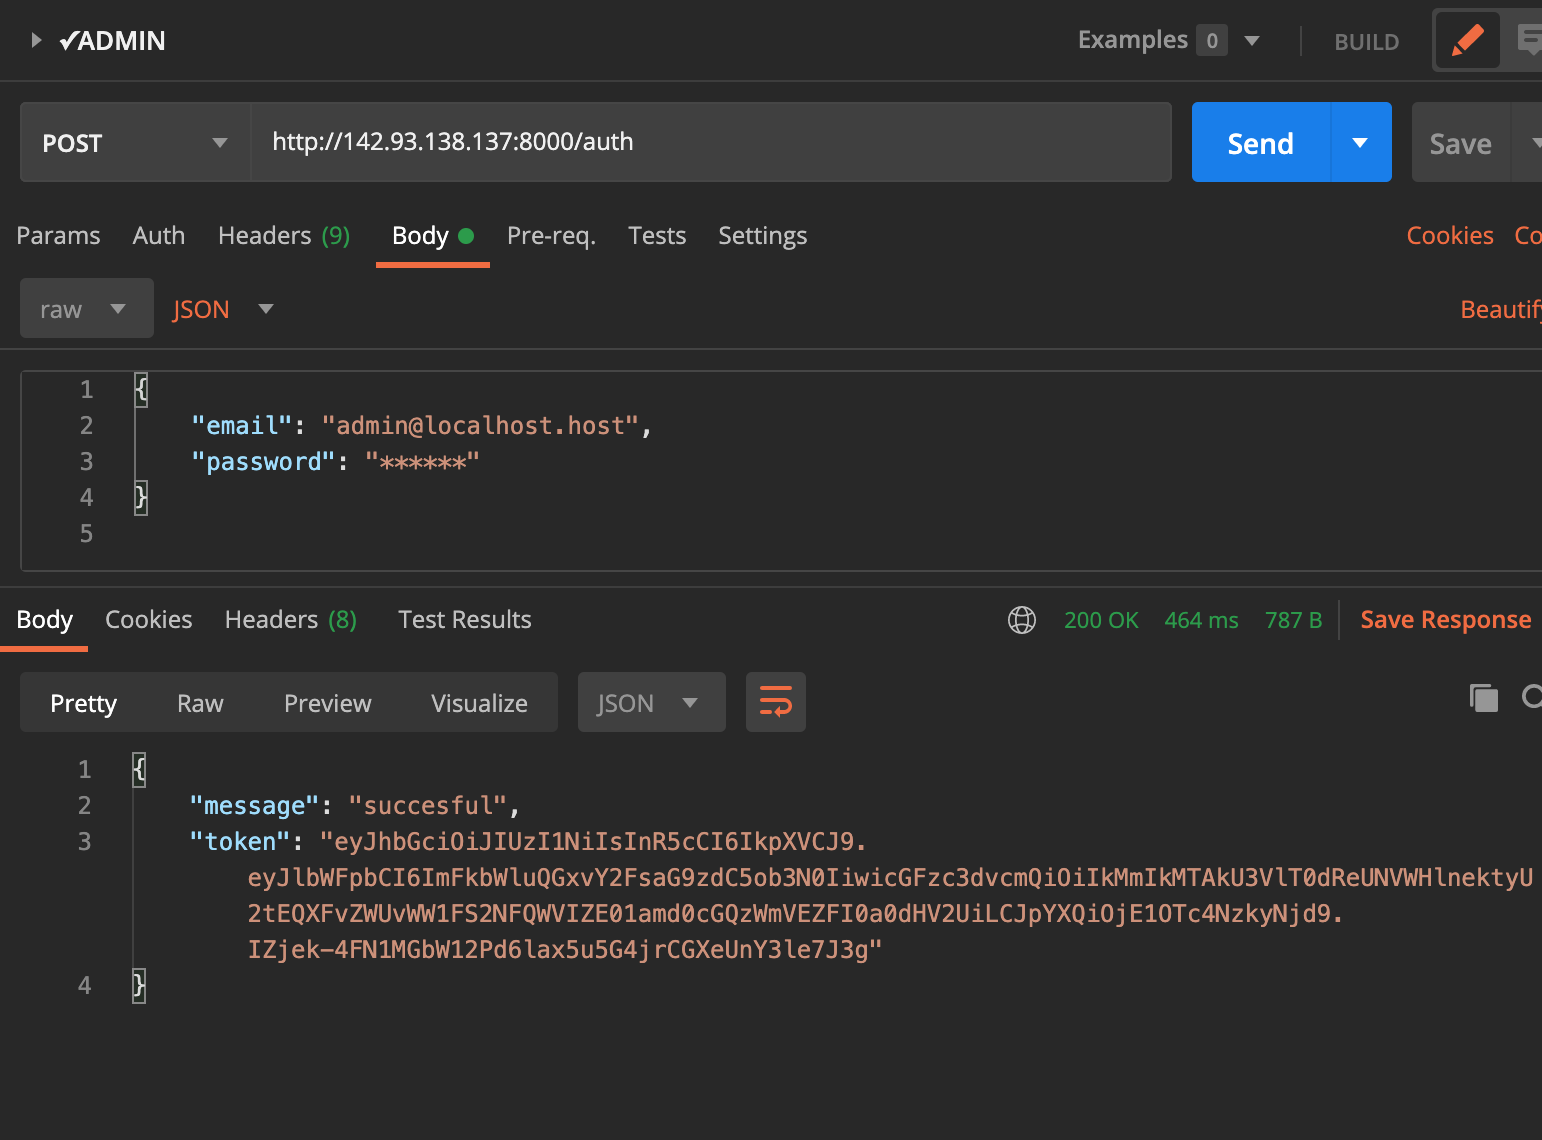 ✓ADMIN Examples 0 BUILD
POST http://142.93.138.137:8000/auth Send Save
Params Auth Headers (9) Body Pre-req. Tests Settings Cookies Co
raw JSON Beautify
1 {
2 "email": "admin@localhost.host",
3 "password": "******"
4 }
5
Body Cookies Headers (8) Test Results 200 OK 464 ms 787 B Save Response
Pretty Raw Preview Visualize JSON
1 {
2 "message": "succesful",
3 "token": "eyJhbGciOiJIUzI1NiIsInR5cCI6IkpXVCJ9.
eyJlbWFpbCI6ImFkbWluQGxvY2FsaG9zdC5ob3N0IiwicGFzc3dvcmQiOiIkMmIkMTAkU3VlT0dReUNVWHlnektyU
2tEQXFvZWUvWW1FS2NFQWVIZE01amd0cGQzWmVEZFI0a0dHV2UiLCJpYXQiOjE1OTc4NzkyNjd9.
IZjek-4FN1MGbW12Pd6lax5u5G4jrCGXeUnY3le7J3g"
4 }